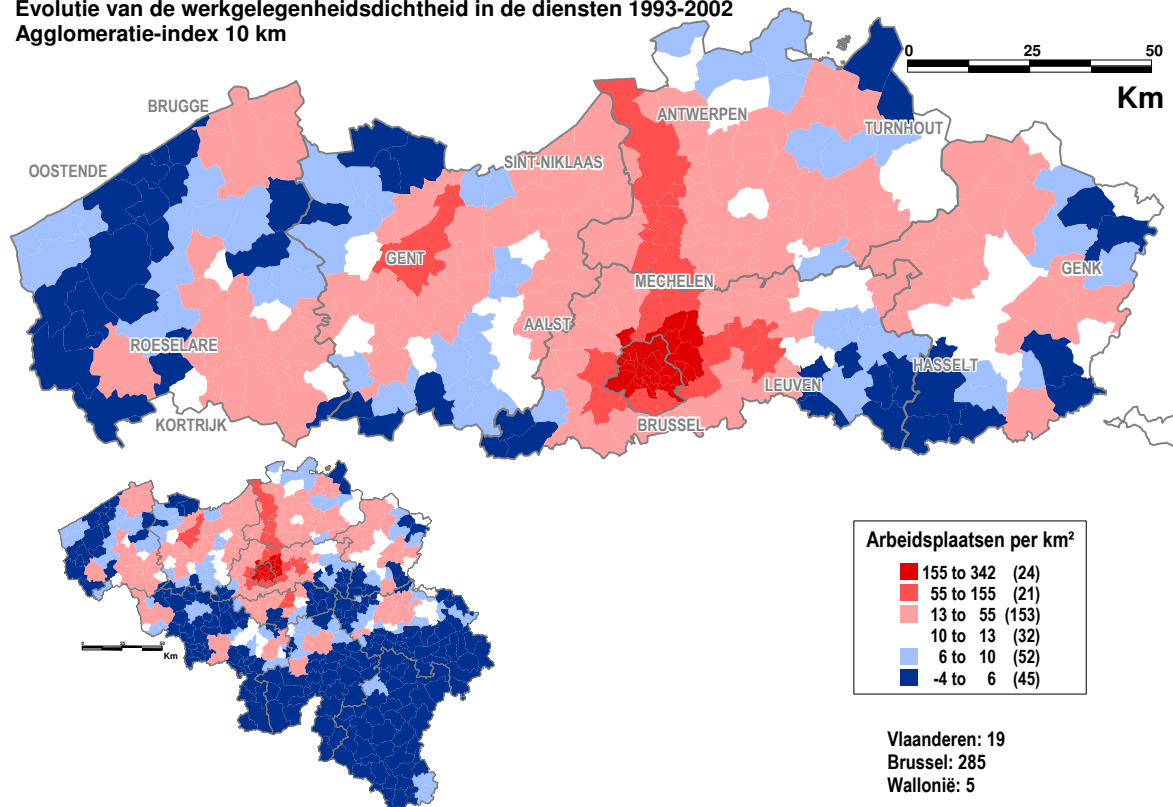 Evolutie van de werkgelegenheidsdichtheid in de diensten 1993-2002
Agglomeratie-index 10 km
0 25 50
Km
BRUGGE
ANTWERPEN
TURNHOUT
OOSTENDE
SINT-NIKLAAS
GENT
GENK
MECHELEN
AALST
ROESELARE
HASSELT
LEUVEN
KORTRIJK
BRUSSEL
Arbeidsplaatsen per km²
155 to 342 (24)
55 to 155 (21)
13 to 55 (153)
10 to 13 (32)
6 to 10 (52)
-4 to 6 (45)
0 25 50
Km
Vlaanderen: 19
Brussel: 285
Wallonië: 5